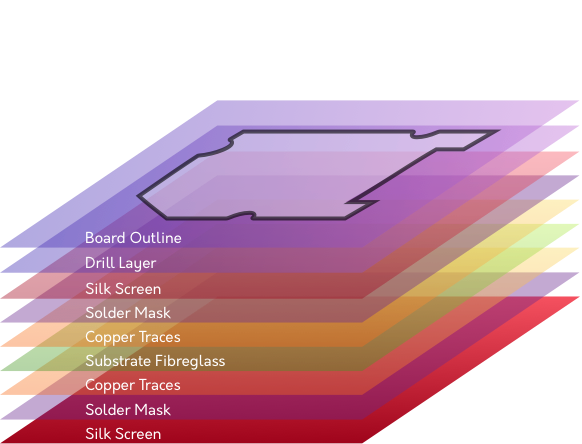 Board Outline
Drill Layer
Silk Screen
Solder Mask
Copper Traces
Substrate Fibreglass
Copper Traces
Solder Mask
Silk Screen